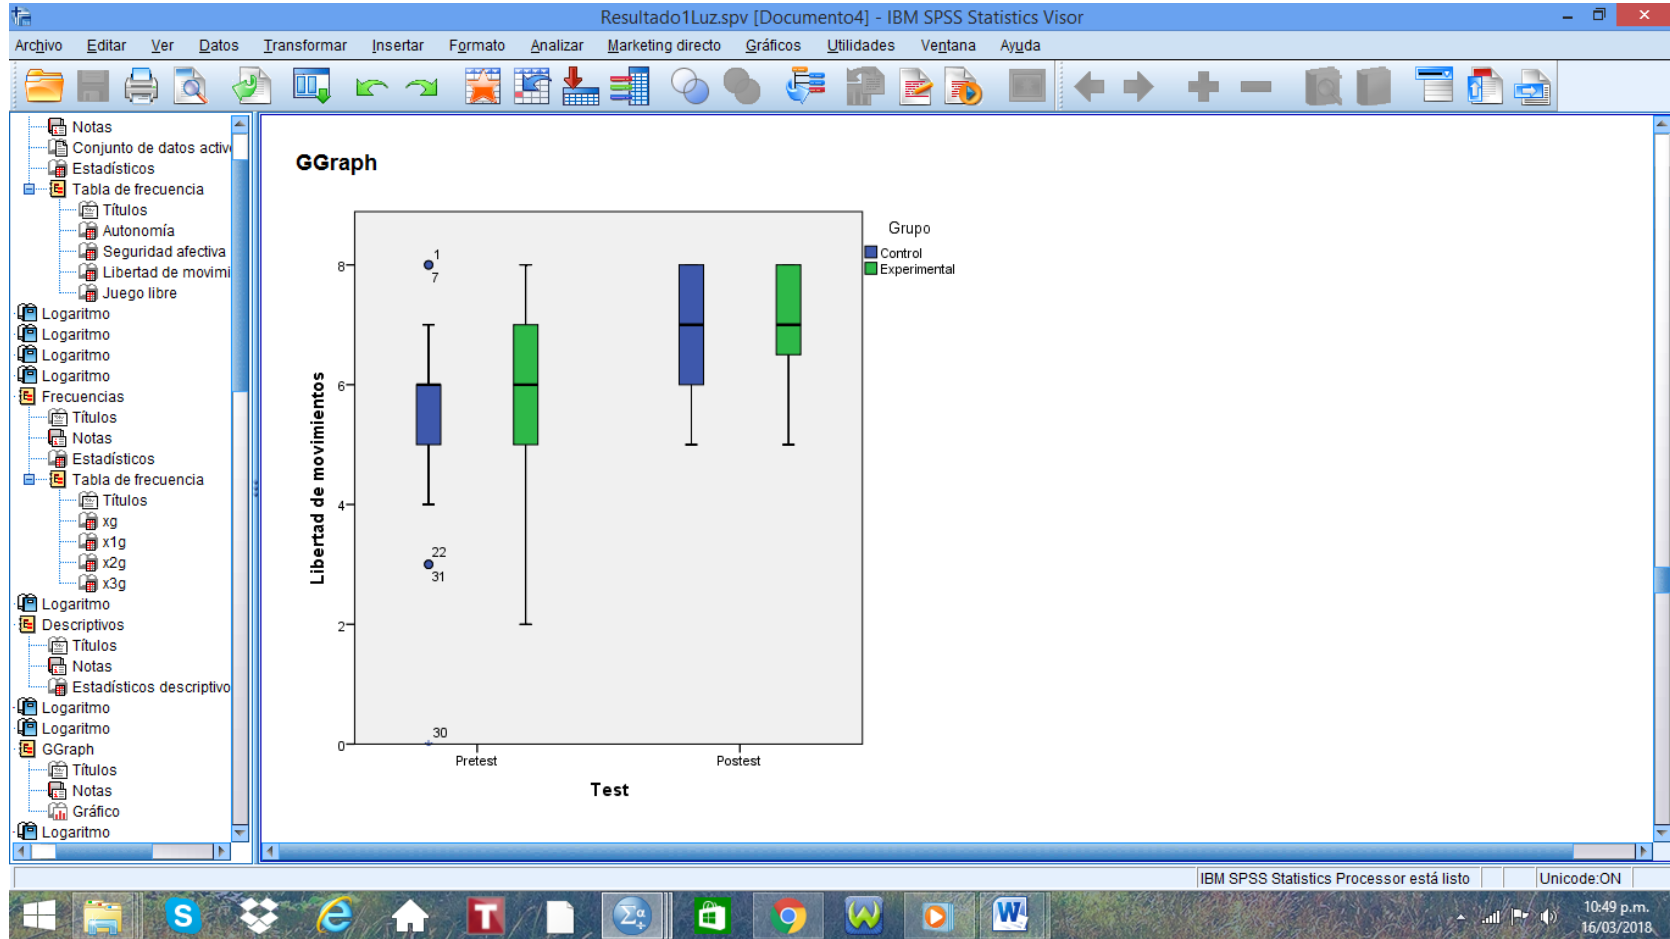 Resultado1Luz.spv [Documento4] - IBM SPSS Statistics Visor
Archivo Editar Ver Datos Transformar Insertar Formato Analizar Marketing directo Gráficos Utilidades Ventana Ayuda
Notas
Conjunto de datos activ
Estadísticos
Tabla de frecuencia
Títulos
Autonomía
Seguridad afectiva
Libertad de movimi
Juego libre
Logaritmo
Logaritmo
Logaritmo
Logaritmo
Frecuencias
Títulos
Notas
Estadísticos
Tabla de frecuencia
Títulos
xg
x1g
x2g
x3g
Logaritmo
Descriptivos
Títulos
Notas
Estadísticos descriptivo
Logaritmo
Logaritmo
GGraph
Títulos
Notas
Gráfico
Logaritmo
GGraph
Grupo
Control
Experimental
Libertad de movimientos
8
6
4
2
0
1
7
22
31
30
Pretest Postest
Test
IBM SPSS Statistics Processor está listo Unicode:ON
10:49 p.m.
16/03/2018